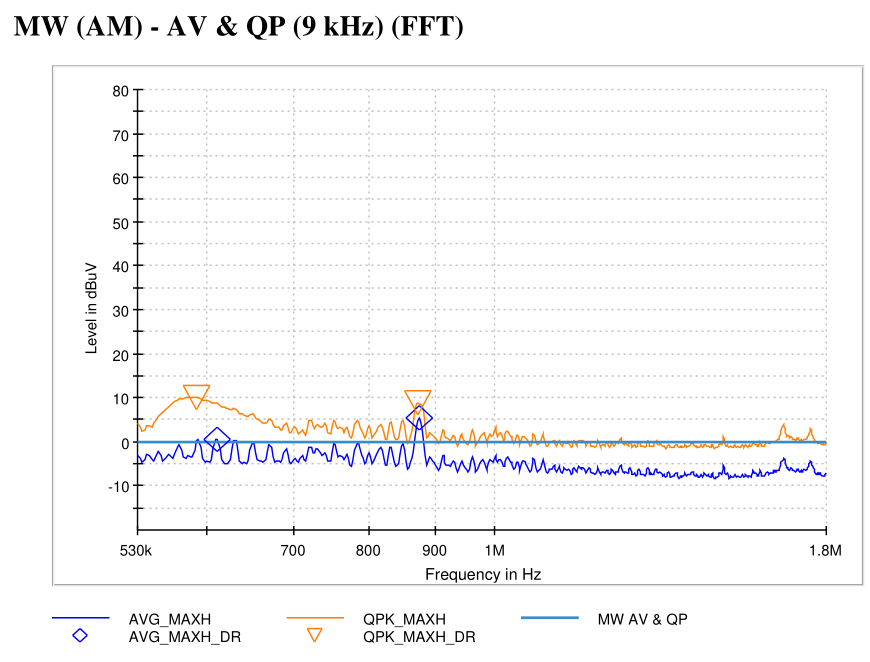 MW (AM) - AV & QP (9 kHz) (FFT)
80
70
60
50
40
30
20
10
0
-10
Level in dBuV
530k 700 800 900 1M 1.8M
Frequency in Hz
AVG_MAXH QPK_MAXH MW AV & QP
AVG_MAXH_DR QPK_MAXH_DR